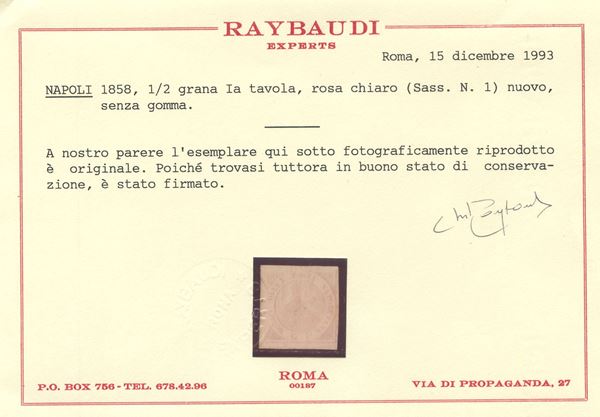 RAYBAUDI
EXPERTS
Roma, 15 dicembre 1993
NAPOLI 1858, 1/2 grana Ia tavola, rosa chiaro (Sass. N. 1) nuovo,
senza gomma.
A nostro parere l'esemplare qui sotto fotograficamente riprodotto
è originale. Poiché trovasi tuttora in buono stato di conserva-
zione, è stato firmato.
ROMA
00187
P.O. BOX 756-TEL. 678.42.96
VIA DI PROPAGANDA, 27